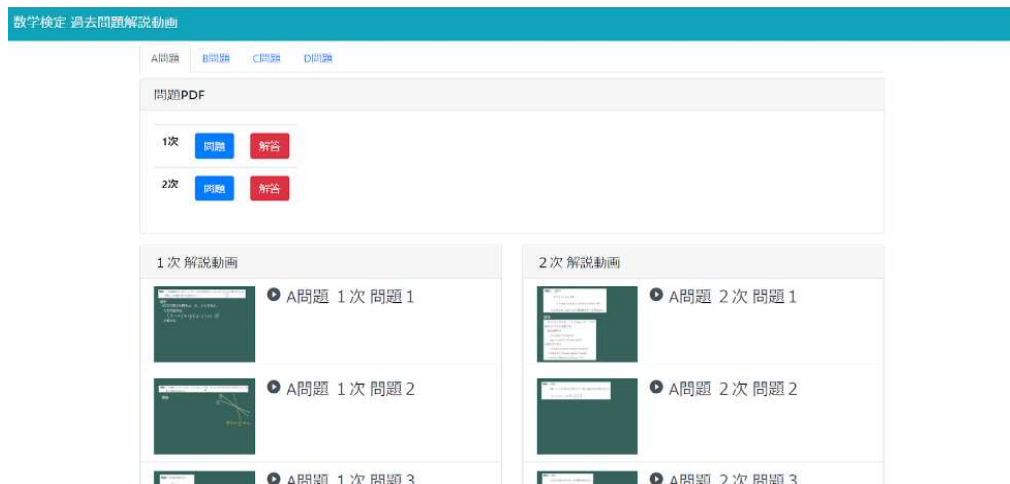 数学検定 過去問題解説動画
A問題 B問題 C問題 D問題
問題PDF
1次 問題 解答
2次 問題 解答
1次 解説動画
A問題 1次 問題1
A問題 1次 問題2
A問題 1次 問題3
2次 解説動画
A問題 2次 問題1
A問題 2次 問題2
A問題 2次 問題3